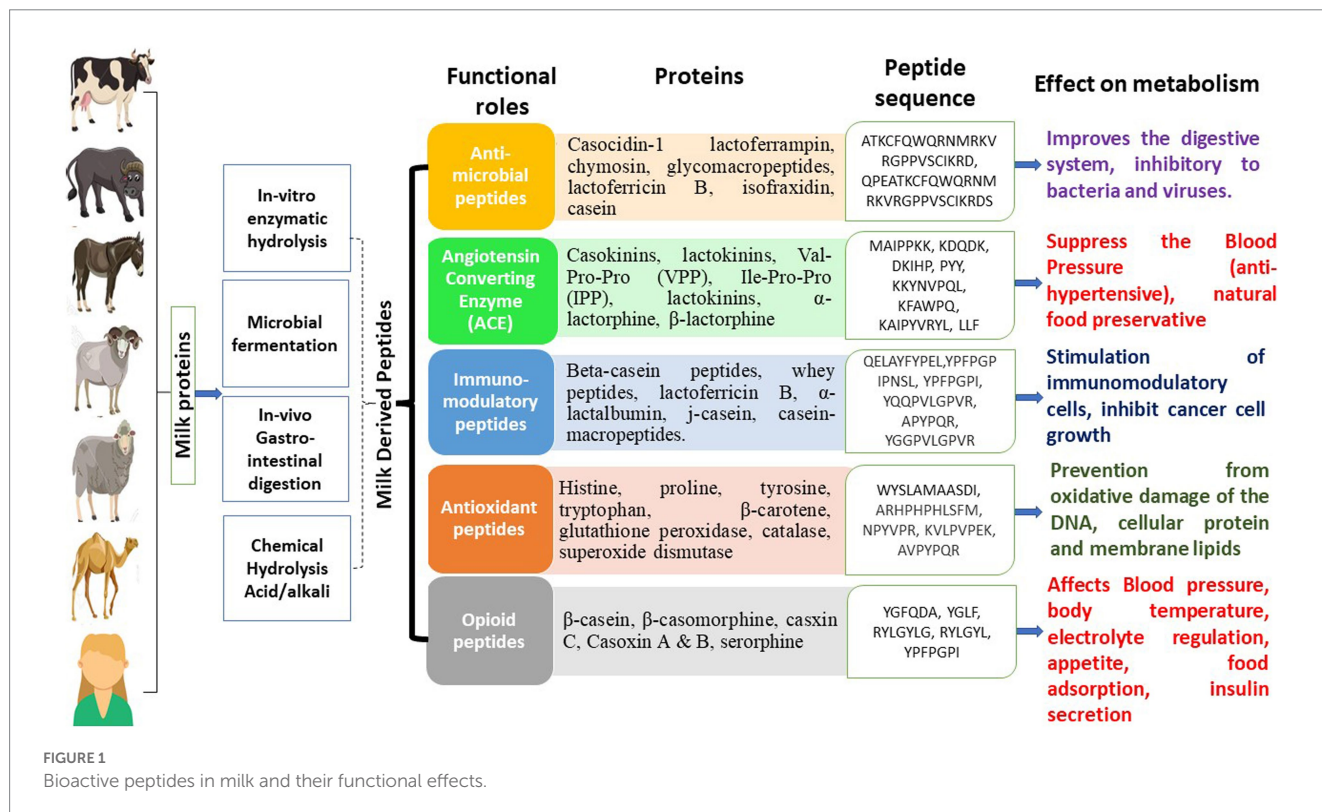 Functional
roles
Proteins
Peptide
sequence
Effect on metabolism
Milk proteins
In-vitro
enzymatic
hydrolysis
Microbial
fermentation
In-vivo
Gastro-
intestinal
digestion
Chemical
Hydrolysis
Acid/alkali
Milk Derived Peptides
Anti-
microbial
peptides
Casocidin-1 lactoferrampin,
chymosin, glycomacropeptides,
lactoferricin B, isofraxidin,
casein
ATKCFQWQRNMRKV
RGPPVSCIKRD,
QPEATKCFQWQRNM
RKVRGPPVSCIKRDS
Improves the digestive
system, inhibitory to
bacteria and viruses.
Angiotensin
Converting
Enzyme
(ACE)
Casokinins, lactokinins, Val-
Pro-Pro (VPP), Ile-Pro-Pro
(IPP), lactokinins, α-
lactorphine, β-lactorphine
MAIPPKK, KDQDK,
DKIHP, PYY,
KKYNVPQL,
KFAWPQ,
KAIPYVRYL, LLF
Suppress the Blood
Pressure (anti-
hypertensive), natural
food preservative
Immuno-
modulatory
peptides
Beta-casein peptides, whey
peptides, lactoferricin B, α-
lactalbumin, j-casein, casein-
macropeptides.
QELAYFYPEL,YPFPGP
IPNSL, YPFPGPI,
YQQPVLGPVR,
APYPQR,
YGGPVLGPVR
Stimulation of
immunomodulatory
cells, inhibit cancer cell
growth
Antioxidant
peptides
Histine, proline, tyrosine,
tryptophan, β-carotene,
glutathione peroxidase, catalase,
superoxide dismutase
WYSLAMAASDI,
ARHPHPHLSFM,
NPYVPR, KVLPVPEK,
AVPYPQR
Prevention from
oxidative damage of the
DNA, cellular protein
and membrane lipids
Opioid
peptides
β-casein, β-casomorphine, casxin
C, Casoxin A & B, serorphine
YGFQDA, YGLF,
RYLGYLG, RYLGYL,
YPFPGPI
Affects Blood pressure,
body temperature,
electrolyte regulation,
appetite, food
adsorption, insulin
secretion
FIGURE 1
Bioactive peptides in milk and their functional effects.